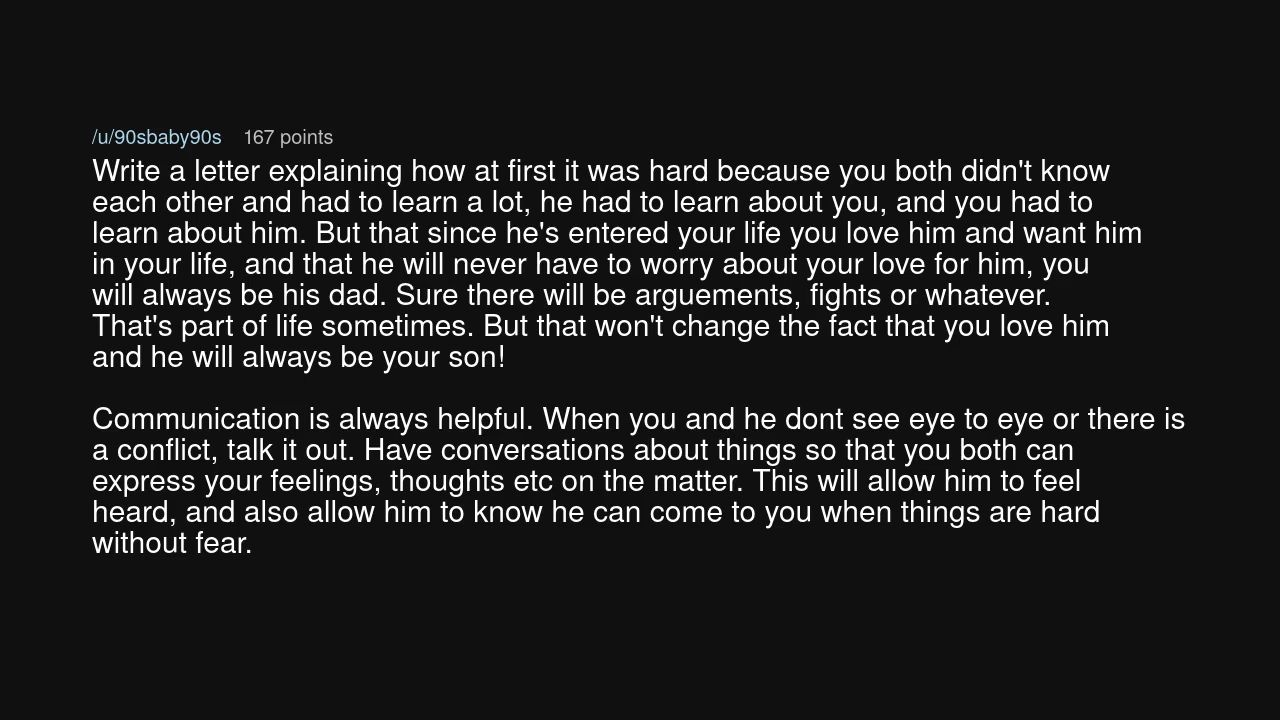 /u/90sbaby90s 167 points
Write a letter explaining how at first it was hard because you both didn't know
each other and had to learn a lot, he had to learn about you, and you had to
learn about him. But that since he's entered your life you love him and want him
in your life, and that he will never have to worry about your love for him, you
will always be his dad. Sure there will be arguements, fights or whatever.
That's part of life sometimes. But that won't change the fact that you love him
and he will always be your son!
Communication is always helpful. When you and he dont see eye to eye or there is
a conflict, talk it out. Have conversations about things so that you both can
express your feelings, thoughts etc on the matter. This will allow him to feel
heard, and also allow him to know he can come to you when things are hard
without fear.